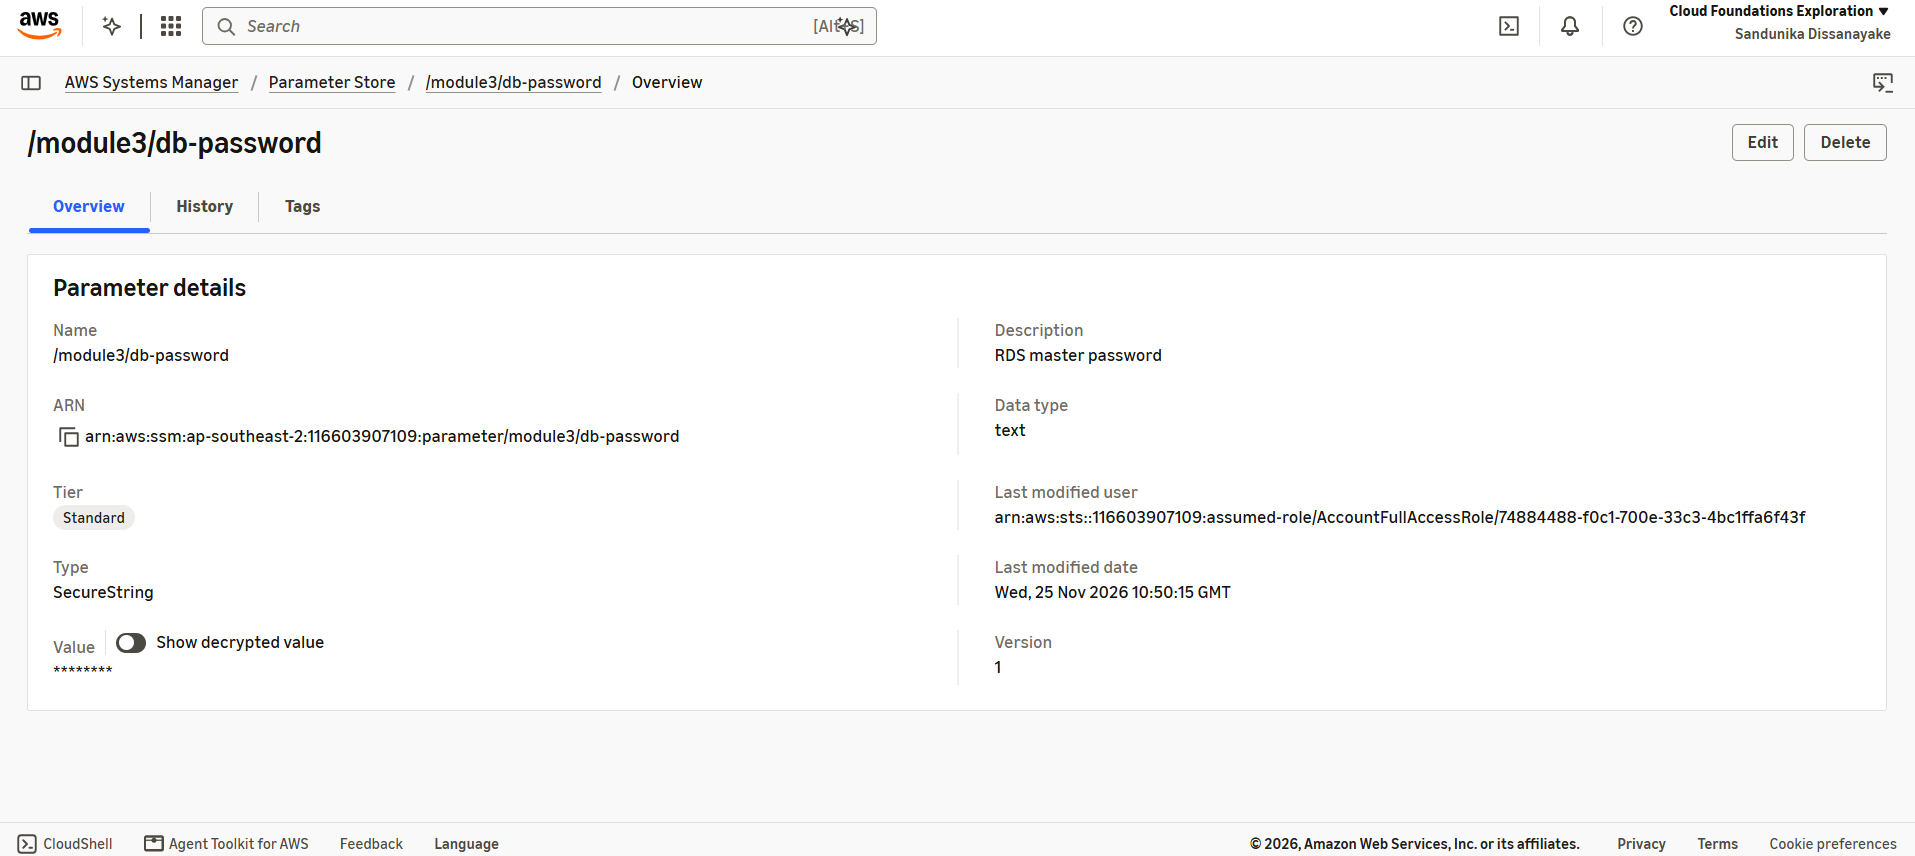 aws
Search
[Alt+S]
Cloud Foundations Exploration
Sandunika Dissanayake
AWS Systems Manager / Parameter Store / /module3/db-password / Overview
/module3/db-password
Edit
Delete
Overview
History
Tags
Parameter details
Name
/module3/db-password
Description
RDS master password
ARN
arn:aws:ssm:ap-southeast-2:116603907109:parameter/module3/db-password
Data type
text
Tier
Standard
Last modified user
arn:aws:sts::116603907109:assumed-role/AccountFullAccessRole/74884488-f0c1-700e-33c3-4bc1ffa6f43f
Type
SecureString
Last modified date
Wed, 25 Nov 2026 10:50:15 GMT
Value
Show decrypted value
********
Version
1
CloudShell
Agent Toolkit for AWS
Feedback
Language
© 2026, Amazon Web Services, Inc. or its affiliates.
Privacy
Terms
Cookie preferences